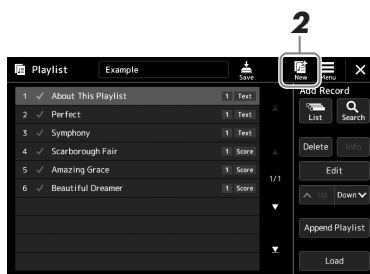 2
Playlist
Example
Save
New
Menu
1 About This Playlist 1 Text
2 Perfect 1 Text
3 Symphony 1 Text
4 Scarborough Fair 1 Score
5 Amazing Grace 1 Score
6 Beautiful Dreamer 1 Score
1/1
Add Record
List
Search
Delete
Info
Edit
Up
Down
Append Playlist
Load